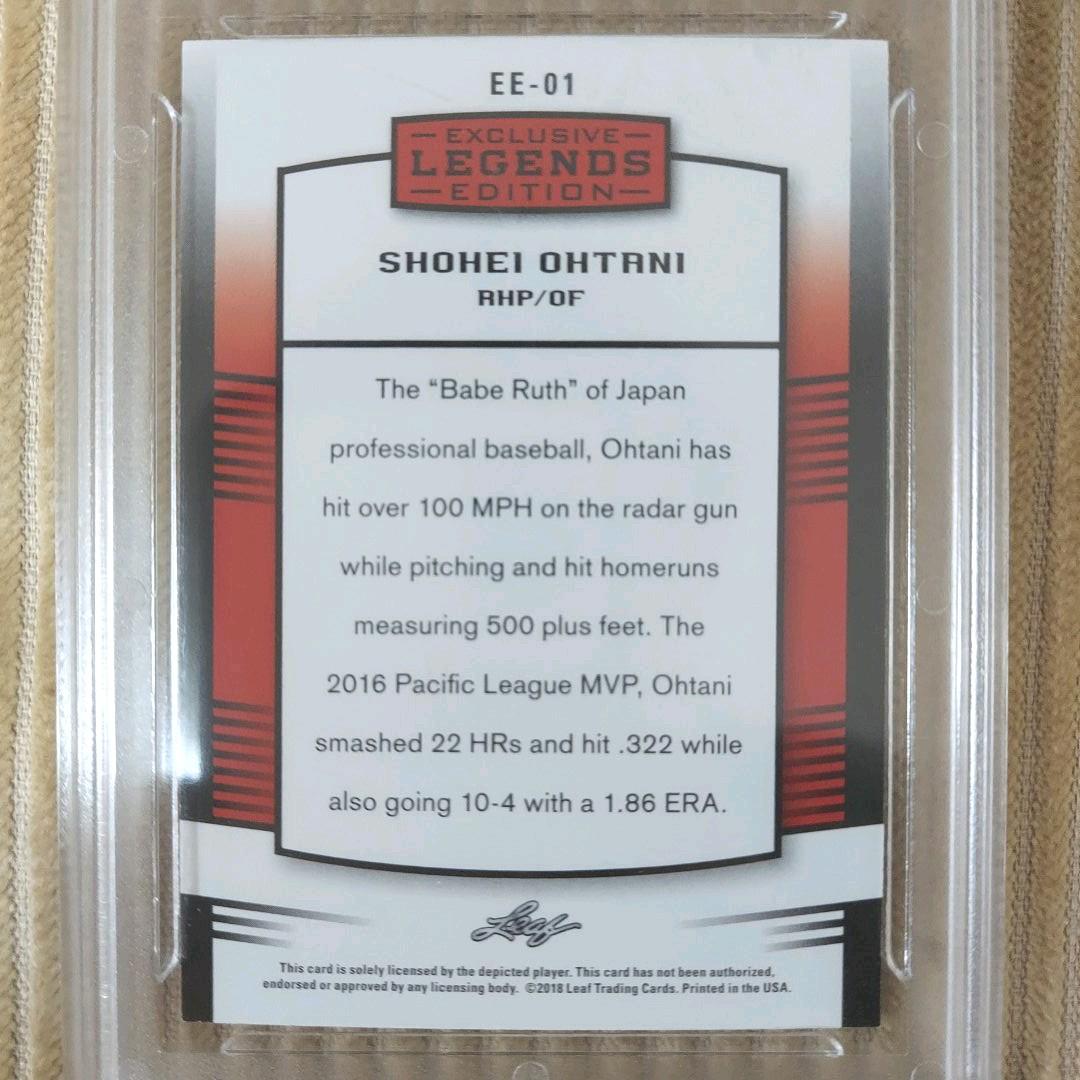 EE-01
EXCLUSIVE
LEGENDS
EDITION
SHOHEI OHTANI
RHP/OF
The “Babe Ruth” of Japan
professional baseball, Ohtani has
hit over 100 MPH on the radar gun
while pitching and hit homeruns
measuring 500 plus feet. The
2016 Pacific League MVP, Ohtani
smashed 22 HRs and hit .322 while
also going 10-4 with a 1.86 ERA.
Leaf
This card is solely licensed by the depicted player. This card has not been authorized,
endorsed or approved by any licensing body. ©2018 Leaf Trading Cards. Printed in the USA.